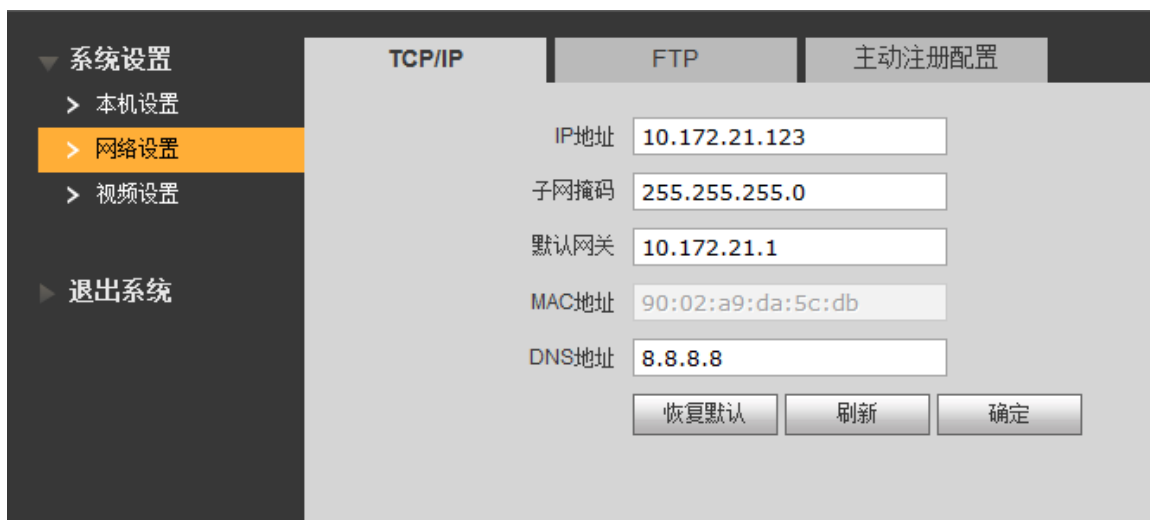 系统设置
本机设置
网络设置
视频设置
退出系统
TCP/IP FTP 主动注册配置
IP地址 10.172.21.123
子网掩码 255.255.255.0
默认网关 10.172.21.1
MAC地址 90:02:a9:da:5c:db
DNS地址 8.8.8.8
恢复默认 刷新 确定